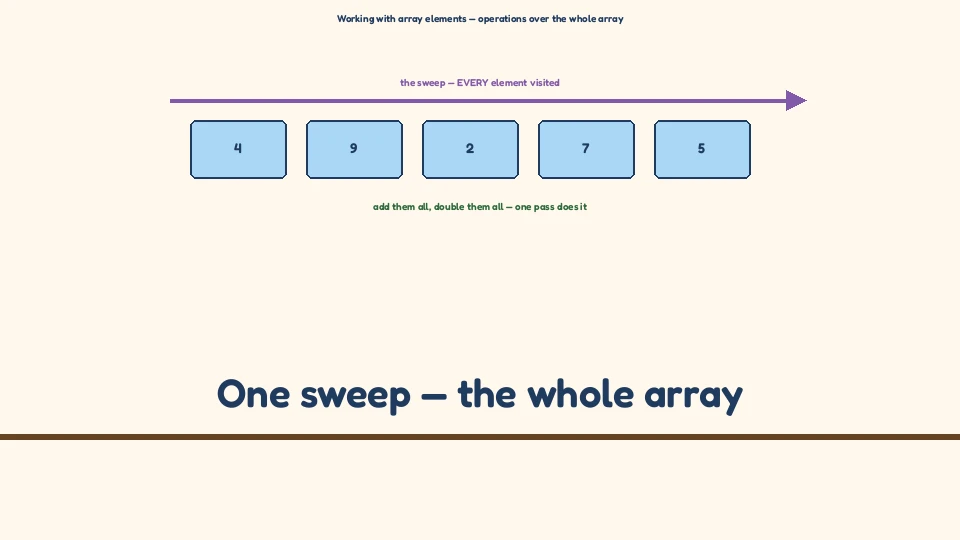 Working with array elements — operations over the whole array
the sweep — EVERY element visited
4 9 2 7 5
add them all, double them all — one pass does it
One sweep — the whole array